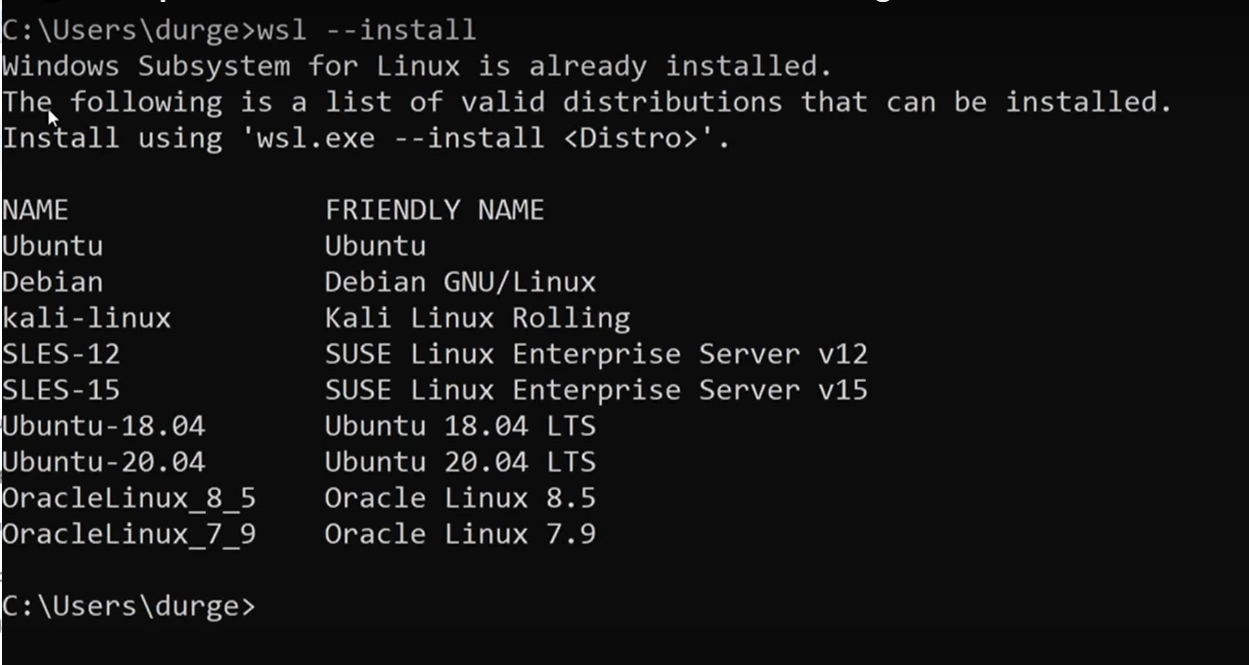 C:\Users\durge>wsl --install
Windows Subsystem for Linux is already installed.
The following is a list of valid distributions that can be installed.
Install using 'wsl.exe --install <Distro>'.
NAME FRIENDLY NAME
Ubuntu Ubuntu
Debian Debian GNU/Linux
kali-linux Kali Linux Rolling
SLES-12 SUSE Linux Enterprise Server v12
SLES-15 SUSE Linux Enterprise Server v15
Ubuntu-18.04 Ubuntu 18.04 LTS
Ubuntu-20.04 Ubuntu 20.04 LTS
OracleLinux_8_5 Oracle Linux 8.5
OracleLinux_7_9 Oracle Linux 7.9
C:\Users\durge>